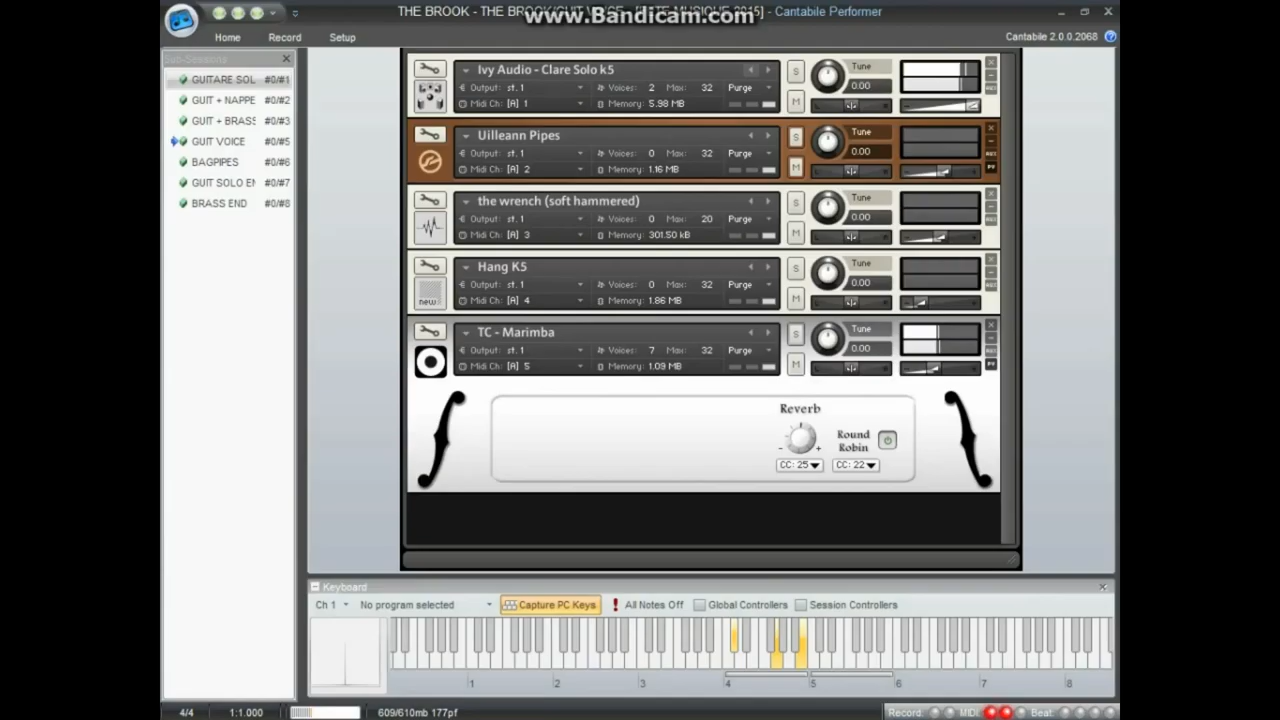 THE BROOK - THE BROOK
MUSIQUE 2015] - Cantabile Performer
www.Bandicam.com
Home Record Setup
Cantabile 2.0.0.2068
Sub-Sessions
GUITARE SOL #0/#1
GUIT + NAPPE #0/#2
GUIT + BRASS #0/#3
GUIT VOICE #0/#5
BAGPIPES #0/#6
GUIT SOLO EN #0/#7
BRASS END #0/#8
Ivy Audio - Clare Solo k5
Output: st. 1 Voices: 2 Max: 32 Purge
Midi Ch: [A] 1 Memory: 5.98 MB
S
M
Tune
0.00
Uilleann Pipes
Output: st. 1 Voices: 0 Max: 32 Purge
Midi Ch: [A] 2 Memory: 1.16 MB
S
M
Tune
0.00
the wrench (soft hammered)
Output: st. 1 Voices: 0 Max: 20 Purge
Midi Ch: [A] 3 Memory: 301.50 kB
S
M
Tune
0.00
Hang K5
Output: st. 1 Voices: 0 Max: 32 Purge
Midi Ch: [A] 4 Memory: 1.86 MB
new
S
M
Tune
0.00
TC - Marimba
Output: st. 1 Voices: 7 Max: 32 Purge
Midi Ch: [A] 5 Memory: 1.09 MB
S
M
Tune
0.00
Reverb
- +
CC: 25
Round
Robin
CC: 22
Keyboard
Ch 1 No program selected Capture PC Keys All Notes Off Global Controllers Session Controllers
1 2 3 4 5 6 7 8
4/4 1:1.000 609/610mb 177pf
Record: MIDI: Beat: